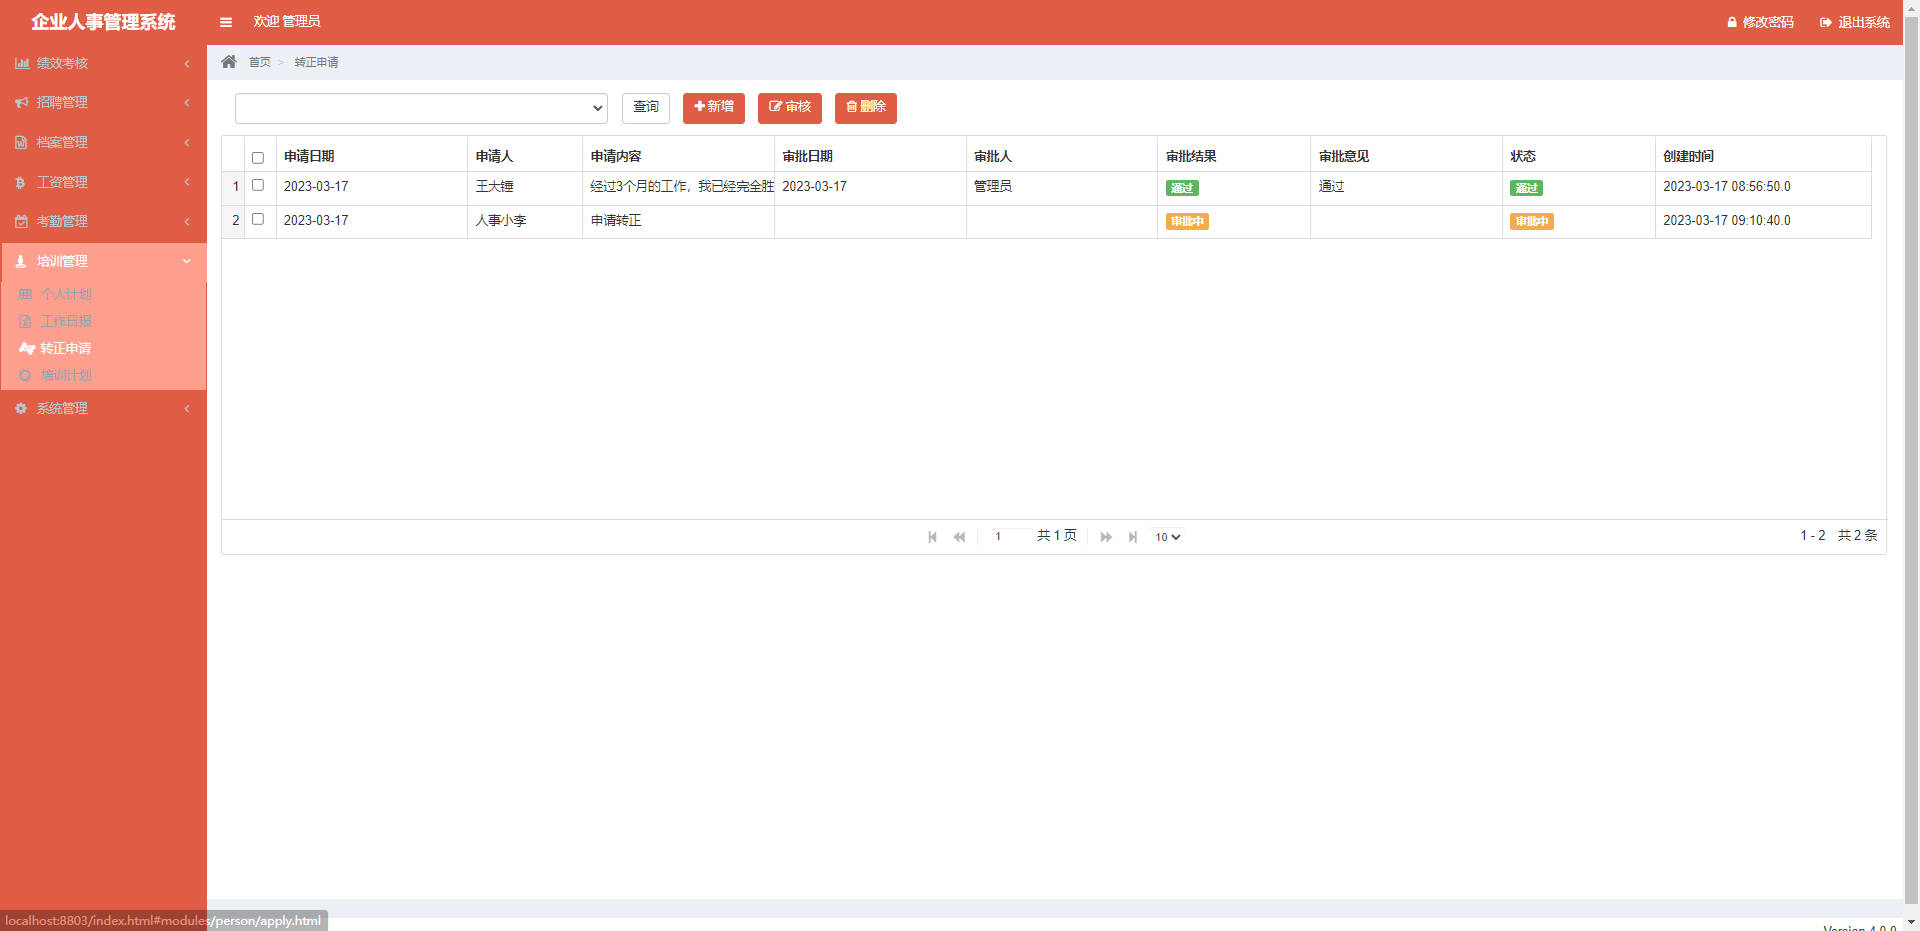 企业人事管理系统
欢迎 管理员
修改密码
退出系统
绩效考核
招聘管理
档案管理
工资管理
考勤管理
培训管理
个人计划
工作日报
转正申请
培训计划
系统管理
首页 > 转正申请
查询
新增
审核
删除
申请日期 申请人 申请内容 审批日期 审批人 审批结果 审批意见 状态 创建时间
1 2023-03-17 王大锤 经过3个月的工作，我已经完全胜 2023-03-17 管理员 通过 通过 通过 2023-03-17 08:56:50.0
2 2023-03-17 人事小李 申请转正 审批中 审批中 2023-03-17 09:10:40.0
1 共 1 页 10
1 - 2 共 2 条
localhost:8803/index.html#modules/person/apply.html
Version 4.0.0